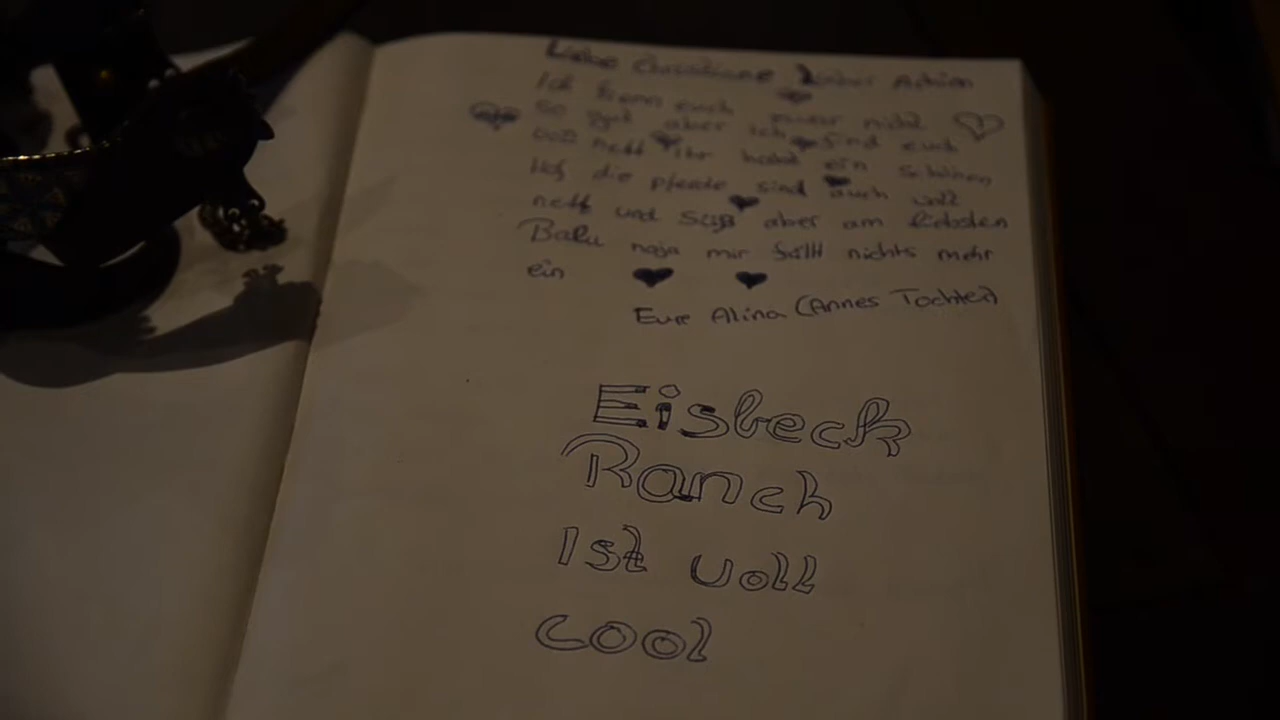 Liebe Christiane Lieber Achim
Ich kenn euch zwar nicht
so gut aber ich find euch
voll nett ihr habt ein schönen
Hof die pferde sind auch voll
nett und süß aber am liebsten
Balu naja mir fällt nichts mehr
ein
Eure Alina (Annes Tochter)
Eisbeck
Ranch
Ist voll
cool